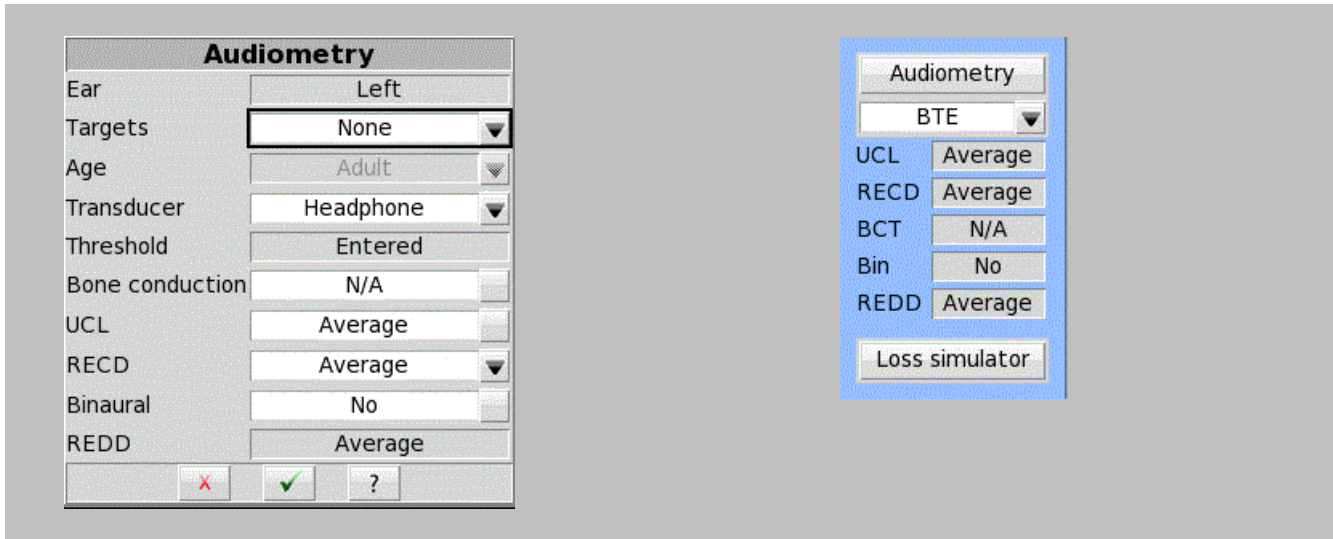 Audiometry
Ear Left
Targets None
Age Adult
Transducer Headphone
Threshold Entered
Bone conduction N/A
UCL Average
RECD Average
Binaural No
REDD Average
X ?
Audiometry
BTE
UCL Average
RECD Average
BCT N/A
Bin No
REDD Average
Loss simulator